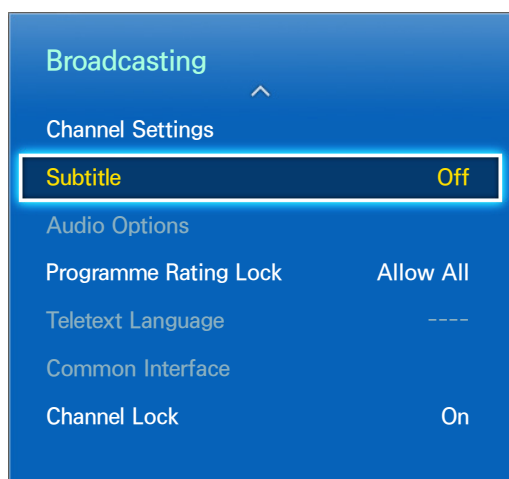 Broadcasting
Channel Settings
Subtitle Off
Audio Options
Programme Rating Lock Allow All
Teletext Language ----
Common Interface
Channel Lock On